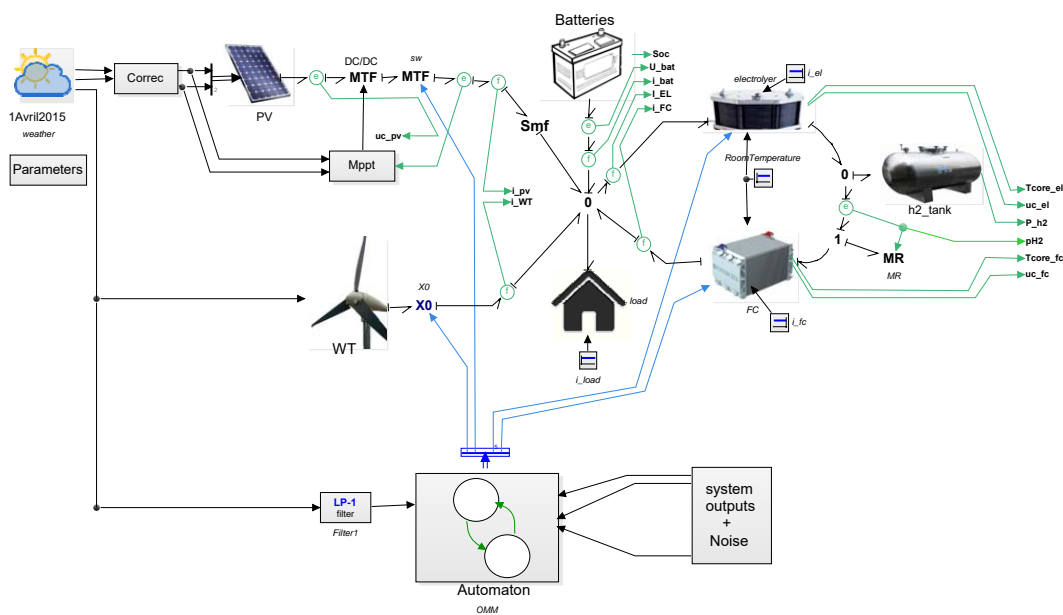 Batteries
1Avril2015
weather
Parameters
Correc
2
PV
e
DC/DC
MTF
sw
MTF
e
f
uc_pv
Mppt
Smf
i_pv
i_WT
f
Soc
U_bat
i_bat
I_EL
i_FC
e
f
f
0
f
electrolyer
i_el
RoomTemperature
0
h2_tank
e
1
MR
MR
Tcore_el
uc_el
P_h2
pH2
Tcore_fc
uc_fc
FC
i_fc
load
i_load
WT
X0
X0
5
LP-1
filter
Filter1
Automaton
OMM
system
outputs
+
Noise